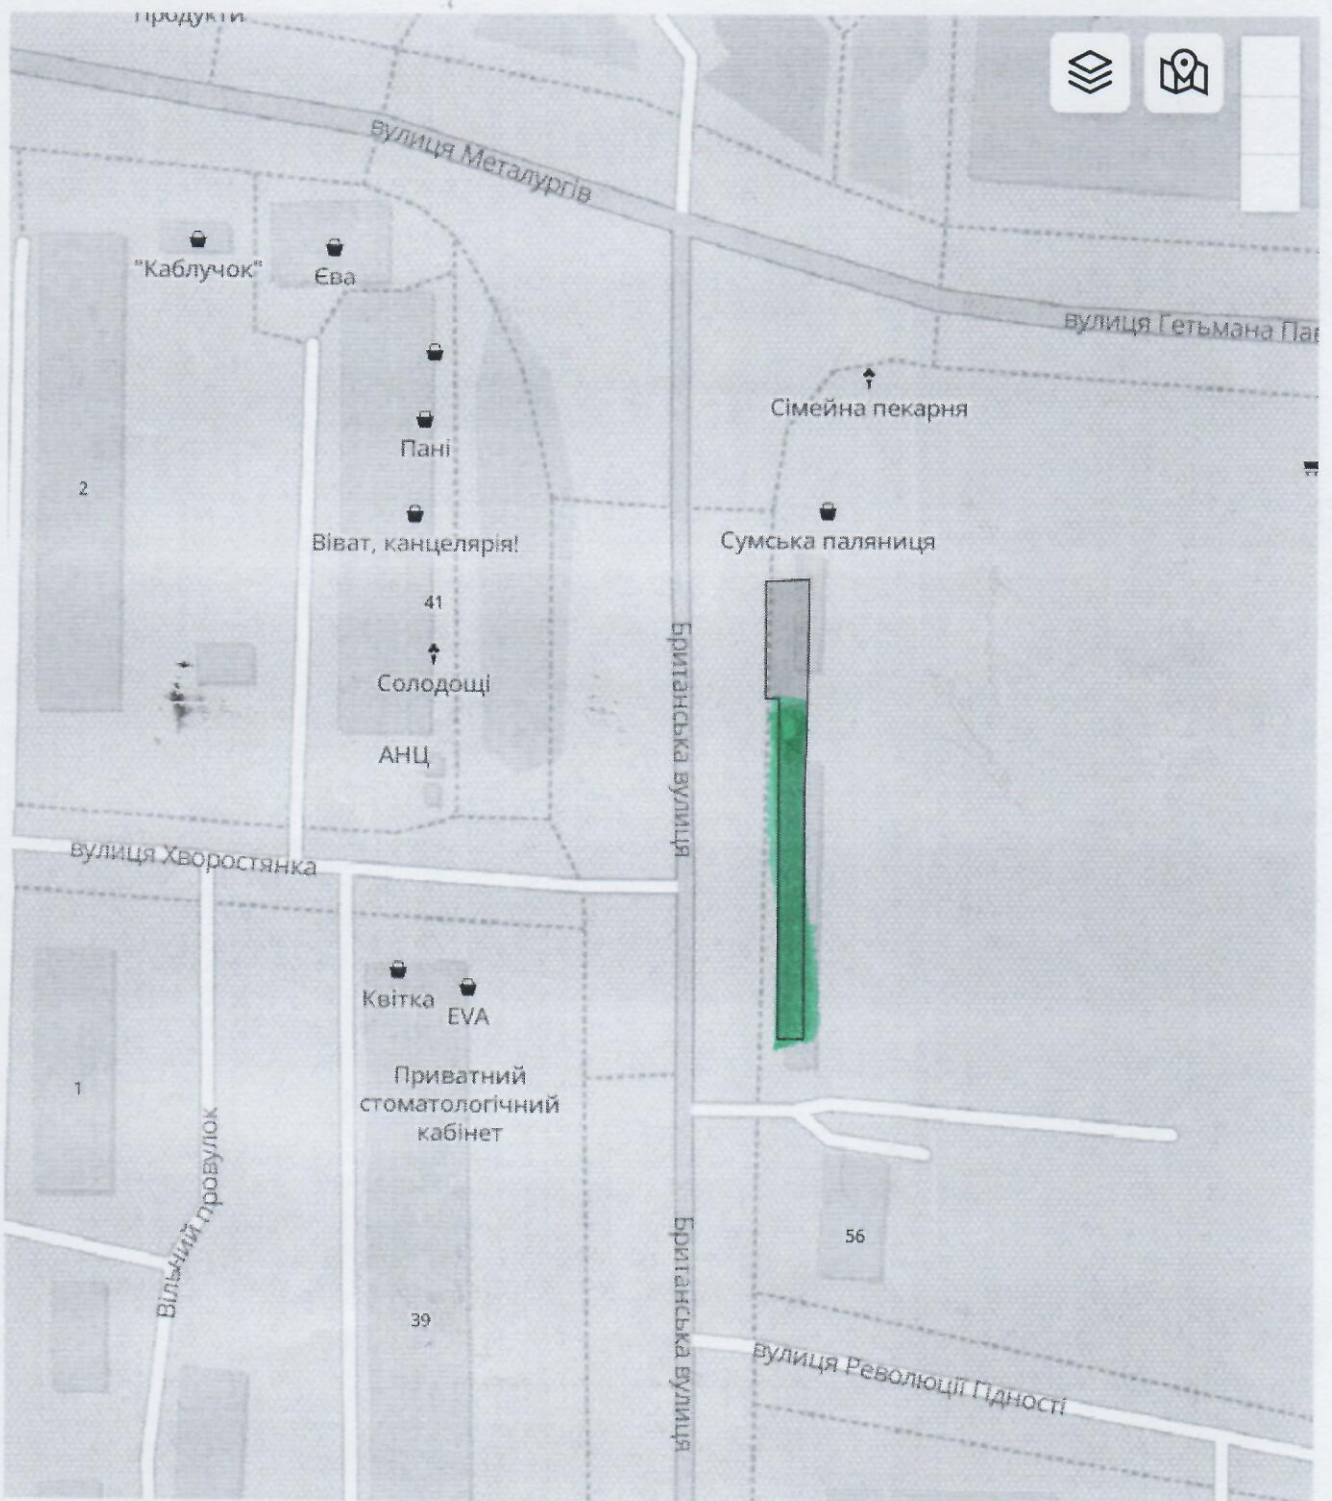 Продукти
вулиця Металургів
"Каблучок"
Єва
вулиця Гетьмана Пав
Сімейна пекарня
Пані
2
Віват, канцелярія!
Сумська паляниця
41
Солодощі
Британська вулиця
АНЦ
вулиця Хворостянка
Квітка
EVA
Приватний
стоматологічний
кабінет
1
Вільний провулок
56
39
Британська вулиця
вулиця Революції Гідності